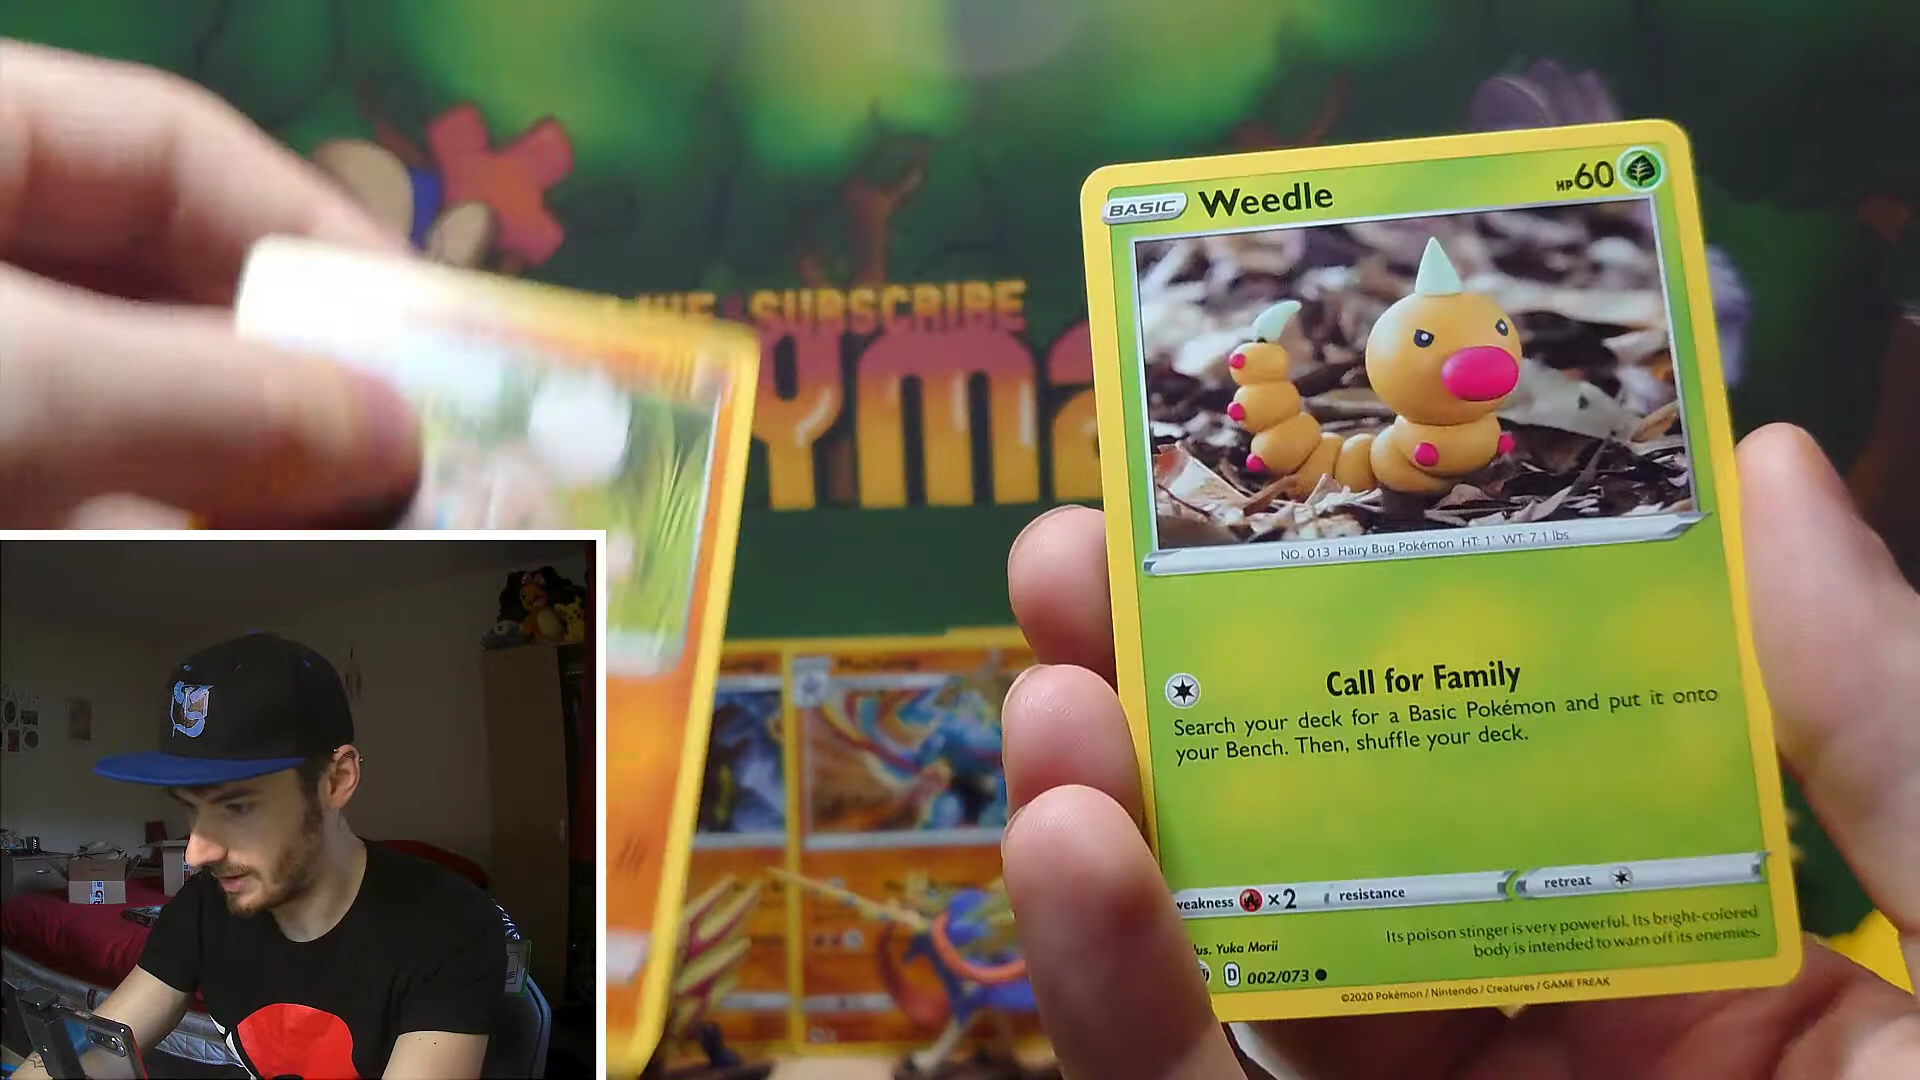 SUBSCRIBE
YM
BASIC Weedle HP60
NO. 013 Hairy Bug Pokémon HT: 1' WT: 7.1 lbs
Call for Family
Search your deck for a Basic Pokémon and put it onto
your Bench. Then, shuffle your deck.
weakness ×2 resistance retreat
Its poison stinger is very powerful. Its bright-colored
body is intended to warn off its enemies.
us. Yuka Morii
D 002/073
©2020 Pokémon / Nintendo / Creatures / GAME FREAK